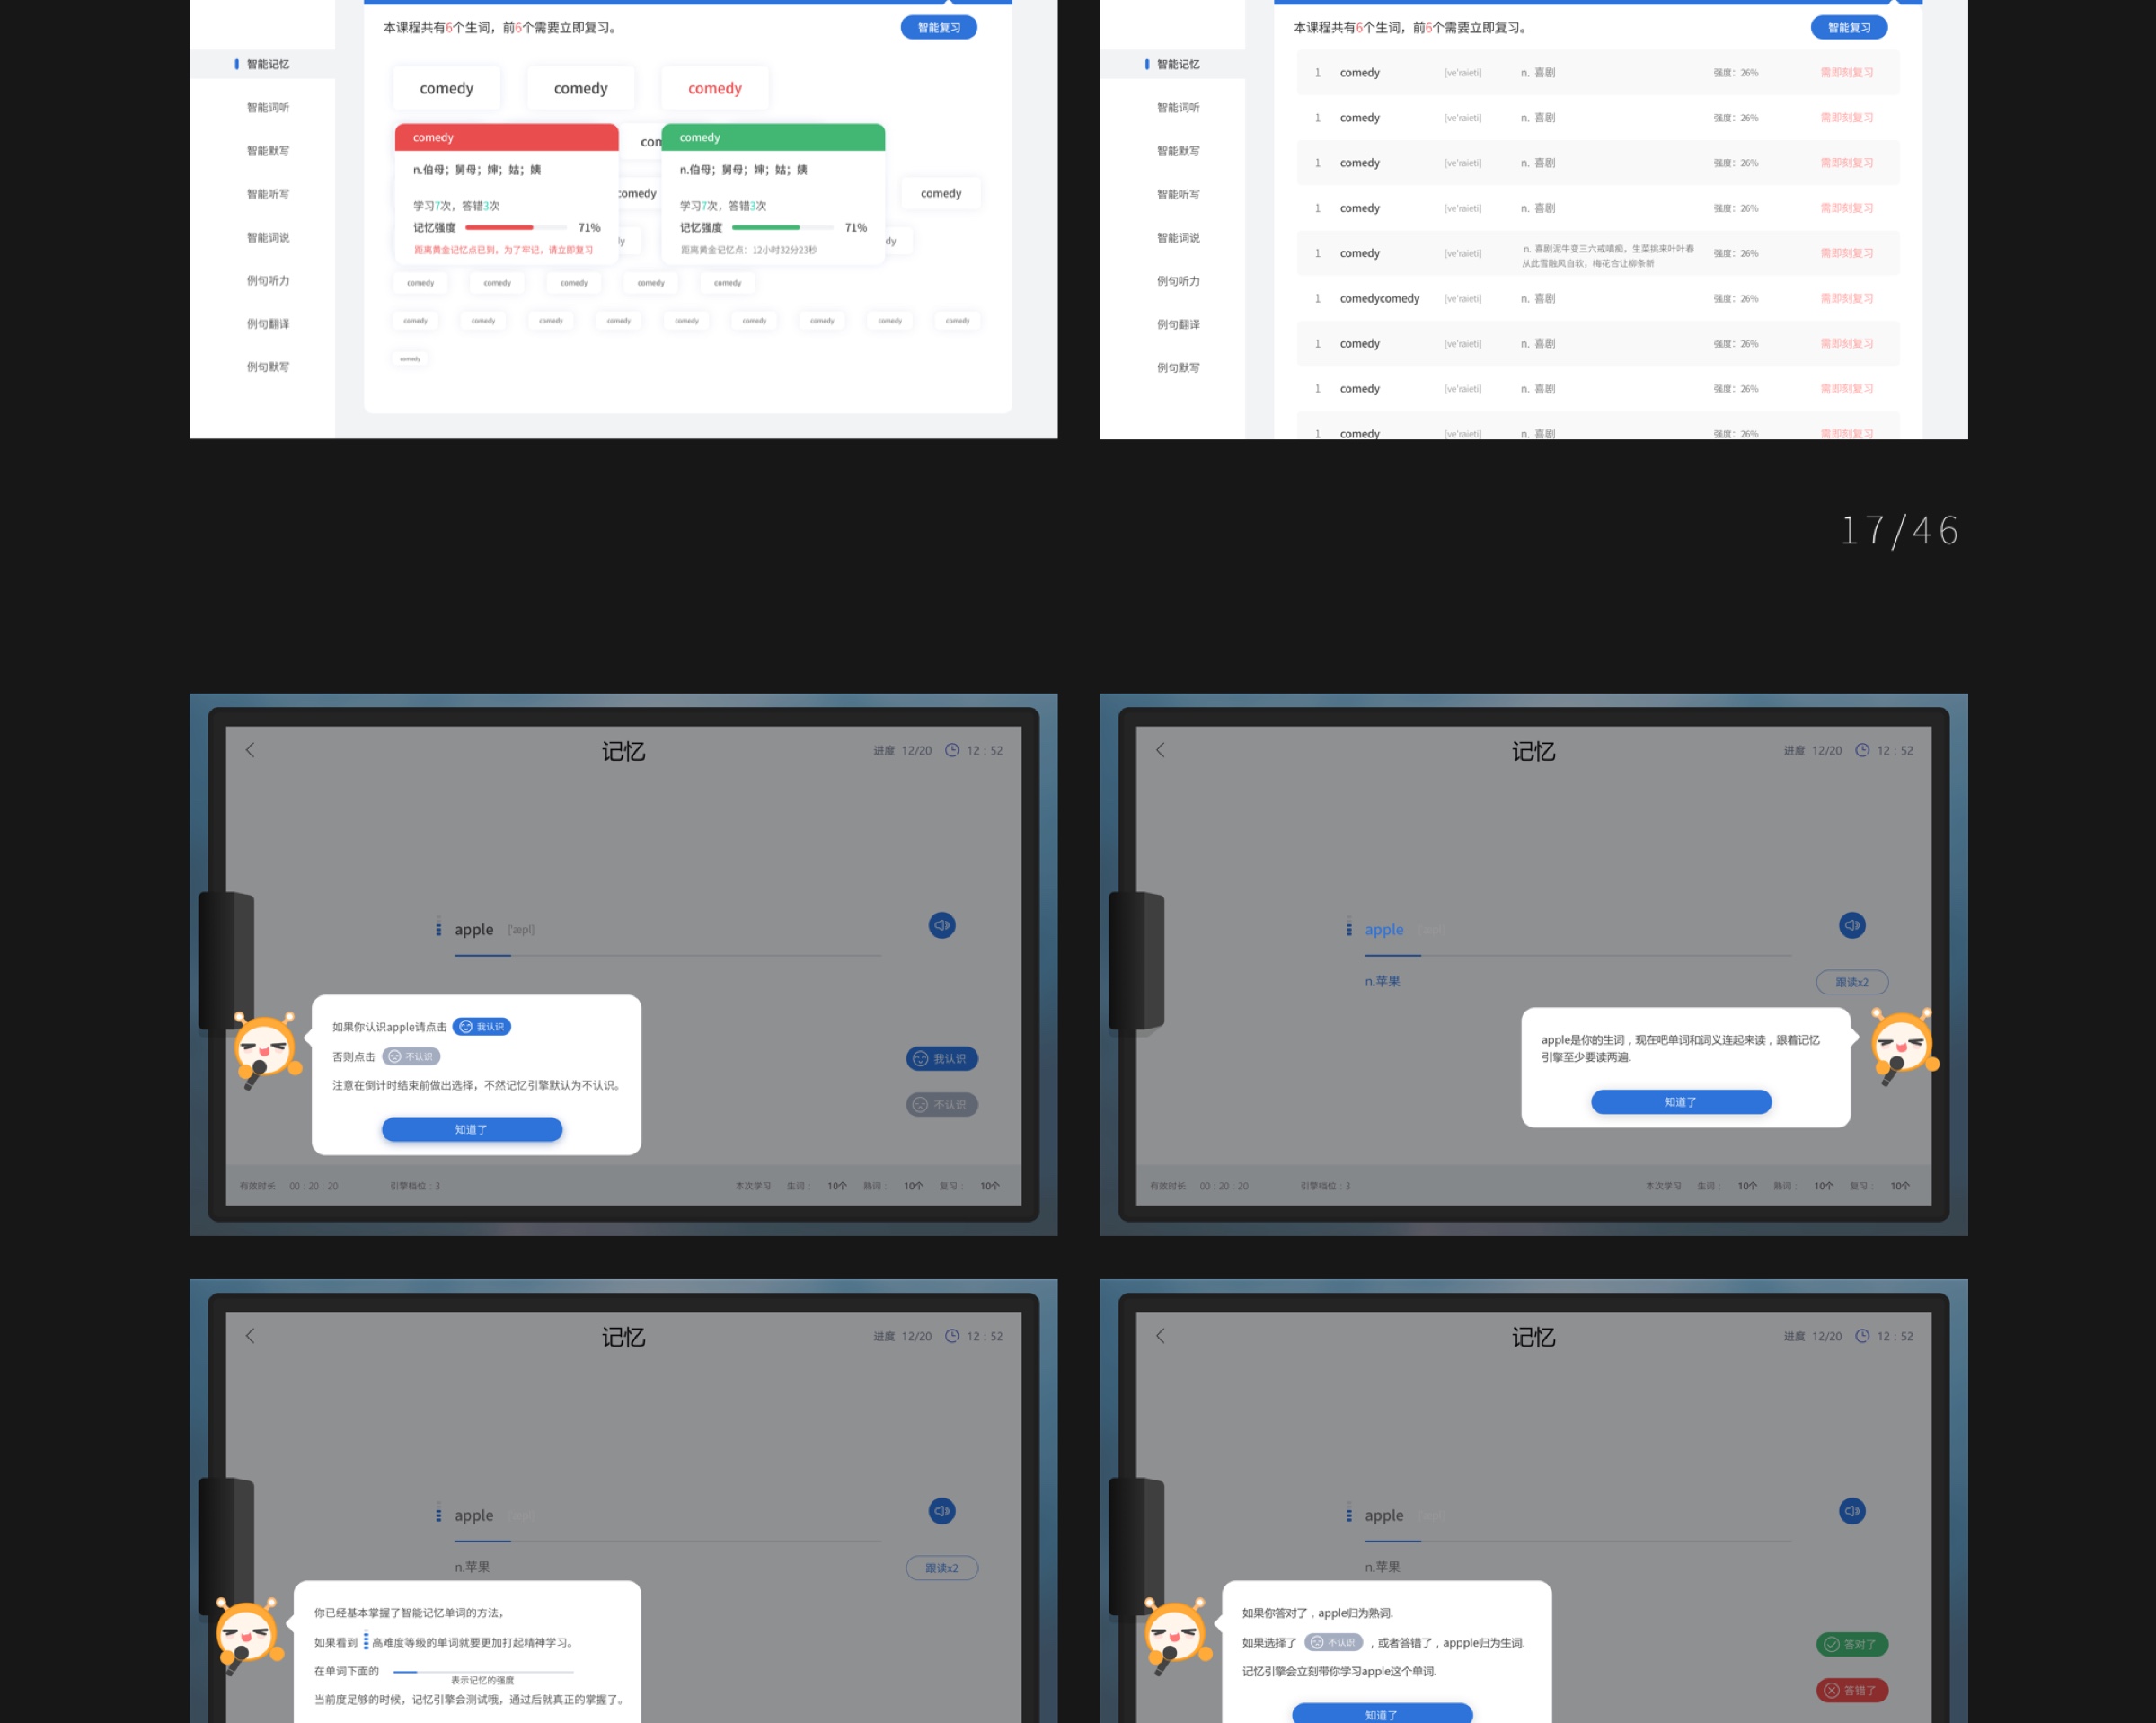 本课程共有6个生词，前6个需要立即复习。
智能复习
智能记忆
智能词听
智能默写
智能听写
智能词说
例句听力
例句翻译
例句默写
comedy comedy comedy
comedy
n.伯母；舅母；婶；姑；姨
学习7次，答错3次
记忆强度 71%
距离黄金记忆点已到，为了牢记，请立即复习
com
comedy
n.伯母；舅母；婶；姑；姨
学习7次，答错3次
记忆强度 71%
距离黄金记忆点：12小时32分23秒
comedy comedy
ly dy
comedy comedy comedy comedy comedy
comedy comedy comedy comedy comedy comedy comedy comedy comedy
comedy
本课程共有6个生词，前6个需要立即复习。
智能复习
智能记忆
智能词听
智能默写
智能听写
智能词说
例句听力
例句翻译
例句默写
1 comedy [ve'raieti] n. 喜剧 强度：26% 需即刻复习
1 comedy [ve'raieti] n. 喜剧 强度：26% 需即刻复习
1 comedy [ve'raieti] n. 喜剧 强度：26% 需即刻复习
1 comedy [ve'raieti] n. 喜剧 强度：26% 需即刻复习
1 comedy [ve'raieti] n. 喜剧泥牛变三六戒嗔痴，生菜挑来叶叶春 强度：26% 需即刻复习
从此雪融风自软，梅花合让柳条新
1 comedycomedy [ve'raieti] n. 喜剧 强度：26% 需即刻复习
1 comedy [ve'raieti] n. 喜剧 强度：26% 需即刻复习
1 comedy [ve'raieti] n. 喜剧 强度：26% 需即刻复习
1 comedy [ve'raieti] n. 喜剧 强度：26% 需即刻复习
17/46
记忆
进度 12/20 12：52
apple ['æpl]
如果你认识apple请点击 我认识
否则点击 不认识
注意在倒计时结束前做出选择，不然记忆引擎默认为不认识。
知道了
我认识
不认识
有效时长 00：20：20 引擎档位：3 本次学习 生词： 10个 熟词： 10个 复习： 10个
记忆
进度 12/20 12：52
apple
n.苹果
跟读x2
apple是你的生词，现在吧单词和词义连起来读，跟着记忆
引擎至少要读两遍.
知道了
有效时长 00：20：20 引擎档位：3 本次学习 生词： 10个 熟词： 10个 复习： 10个
记忆
进度 12/20 12：52
apple
n.苹果
跟读x2
你已经基本掌握了智能记忆单词的方法，
如果看到 高难度等级的单词就要更加打起精神学习。
在单词下面的
表示记忆的强度
当前度足够的时候，记忆引擎会测试哦，通过后就真正的掌握了。
记忆
进度 12/20 12：52
apple
n.苹果
如果你答对了，apple归为熟词.
如果选择了 不认识 ，或者答错了，appple归为生词.
记忆引擎会立刻带你学习apple这个单词.
知道了
答对了
答错了